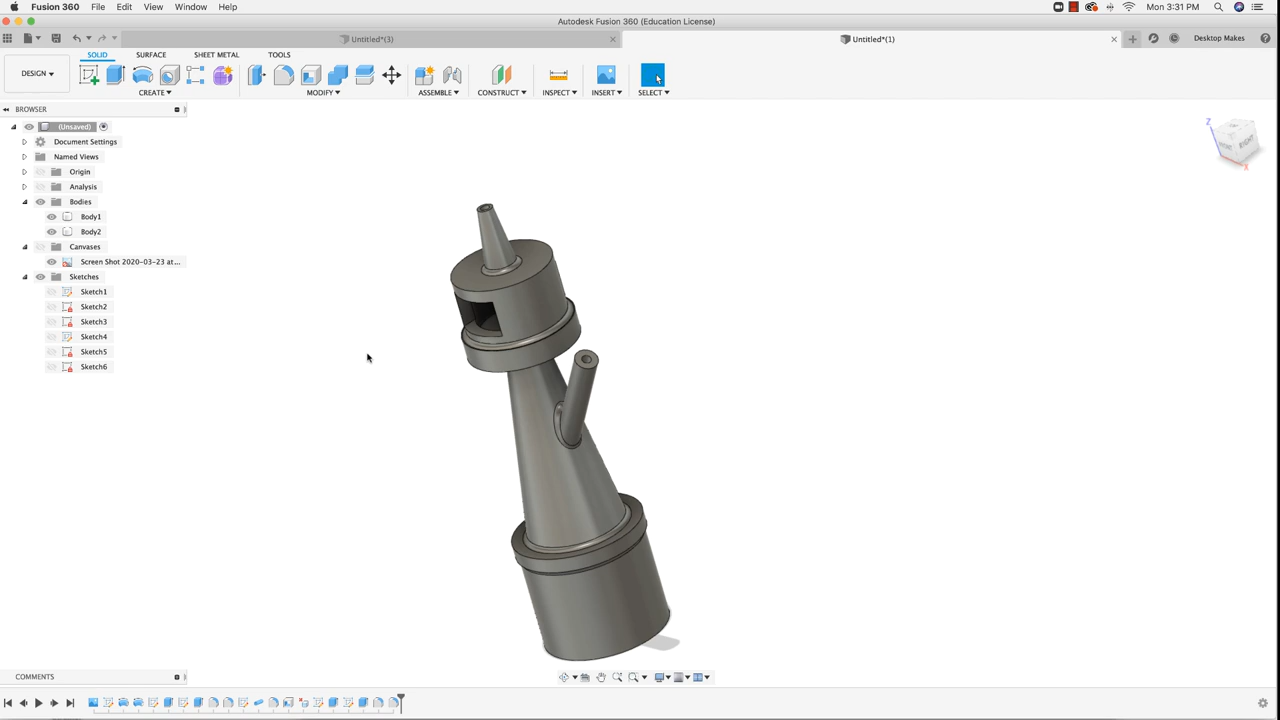 Fusion 360 File Edit View Window Help Mon 3:31 PM
Autodesk Fusion 360 (Education License)
Untitled*(3) Untitled*(1) Desktop Makes
SOLID SURFACE SHEET METAL TOOLS
DESIGN CREATE MODIFY ASSEMBLE CONSTRUCT INSPECT INSERT SELECT
BROWSER
(Unsaved)
Document Settings
Named Views
Origin
Analysis
Bodies
Body1
Body2
Canvases
Screen Shot 2020-03-23 at...
Sketches
Sketch1
Sketch2
Sketch3
Sketch4
Sketch5
Sketch6
Z
FRONT RIGHT
X
COMMENTS